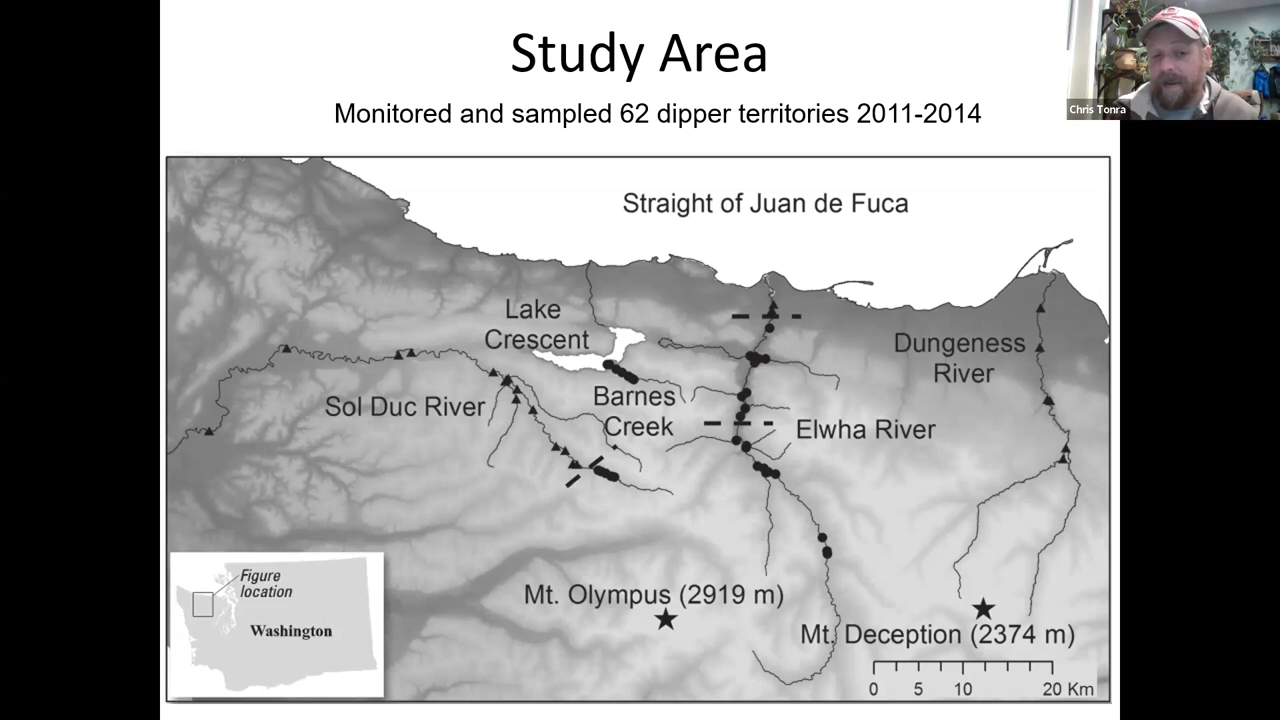 Study Area
Monitored and sampled 62 dipper territories 2011-2014
Chris Tonra
Straight of Juan de Fuca
Lake
Crescent
Dungeness
River
Barnes
Creek
Sol Duc River
Elwha River
Mt. Olympus (2919 m)
Mt. Deception (2374 m)
Figure
location
Washington
0 5 10 20 Km